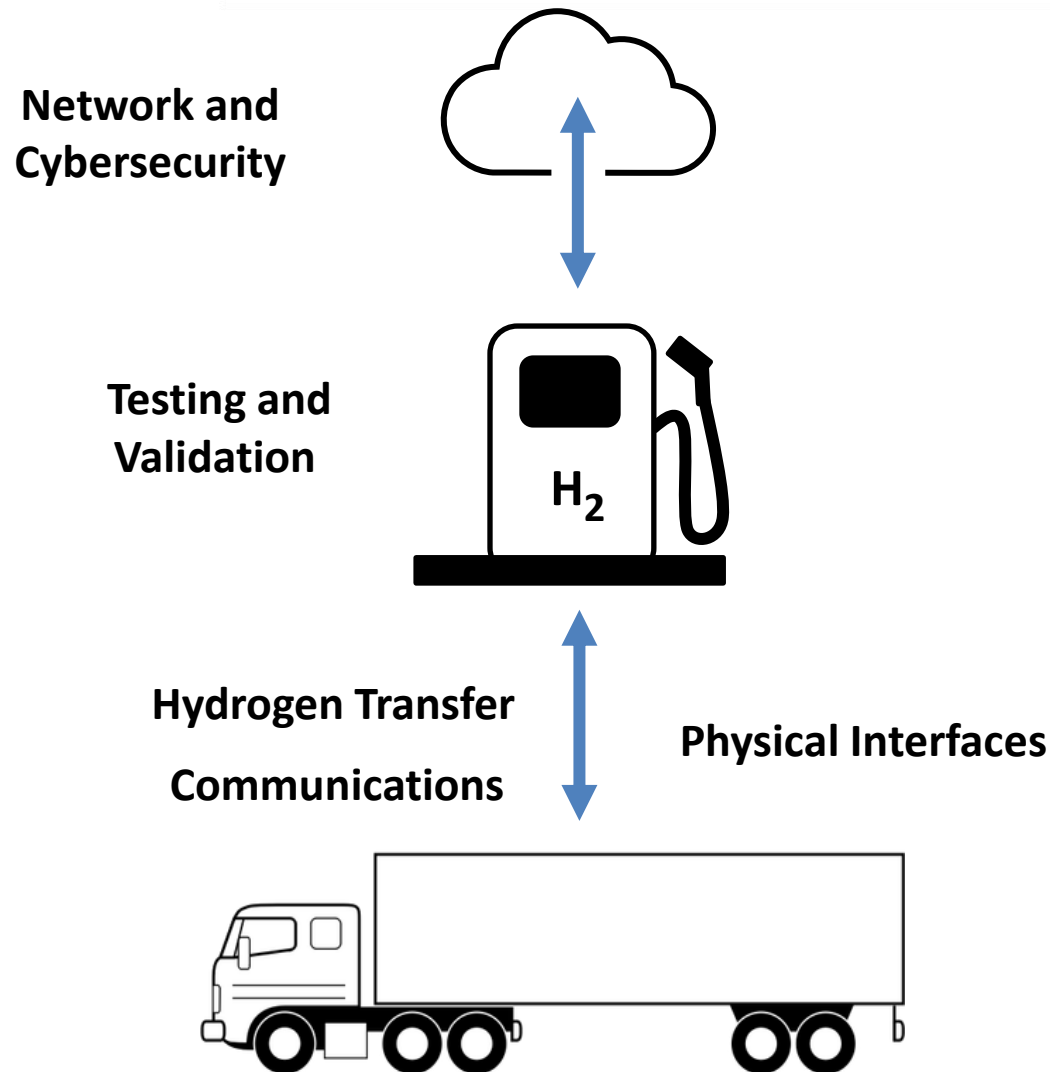 Network and
Cybersecurity
Testing and
Validation
H₂
Hydrogen Transfer
Communications
Physical Interfaces